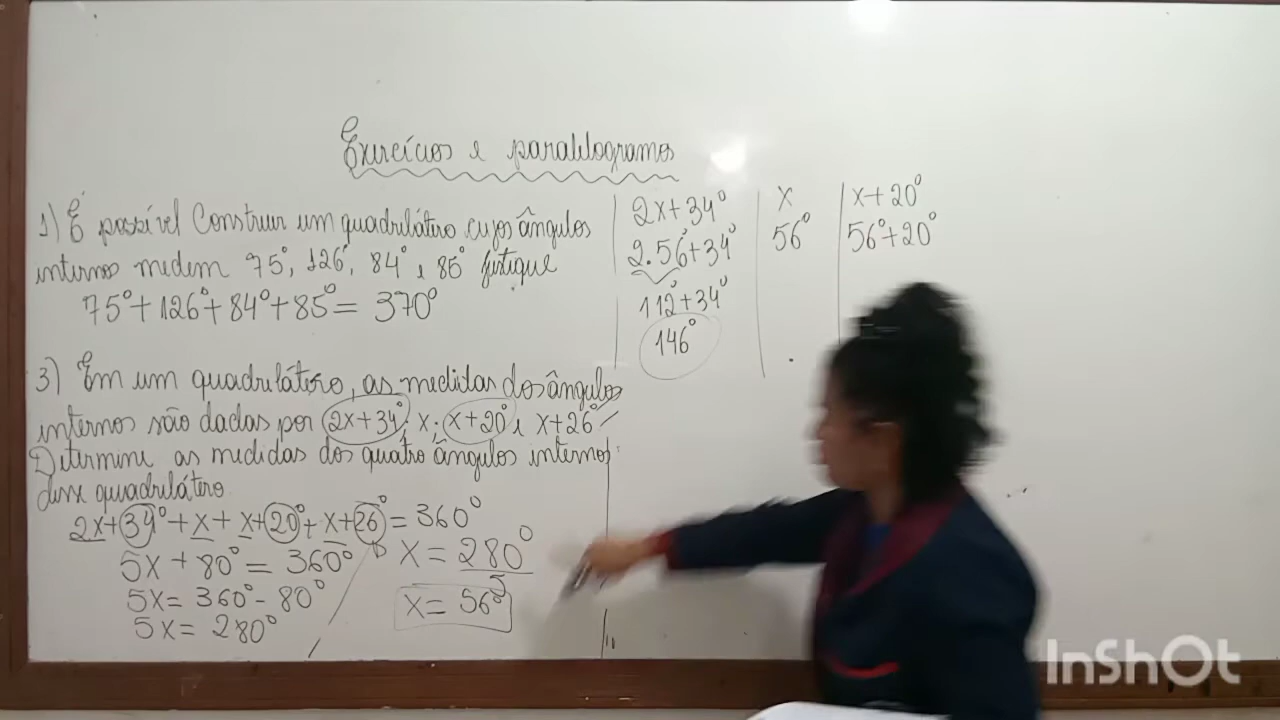 Exercícios e paralelogramos
1) É possível Construir um quadrilátero cujos ângulos
internos medem 75°, 126°, 84° e 85° justique
75° + 126° + 84° + 85° = 370°
3) Em um quadrilátero, as medidas dos ângulos
internos são dadas por 2x+34°, x; x+20° e x+26°
Determine as medidas dos quatro ângulos internos
desse quadrilátero.
2x+34° + x + x+20° + x+26° = 360°
5x + 80° = 360°
5x = 360° - 80°
5x = 280°
x = 280°
5
x = 56°
2x+34°
2.56°+34°
112°+34°
146°
x
56°
x+20°
56°+20°
InShOt